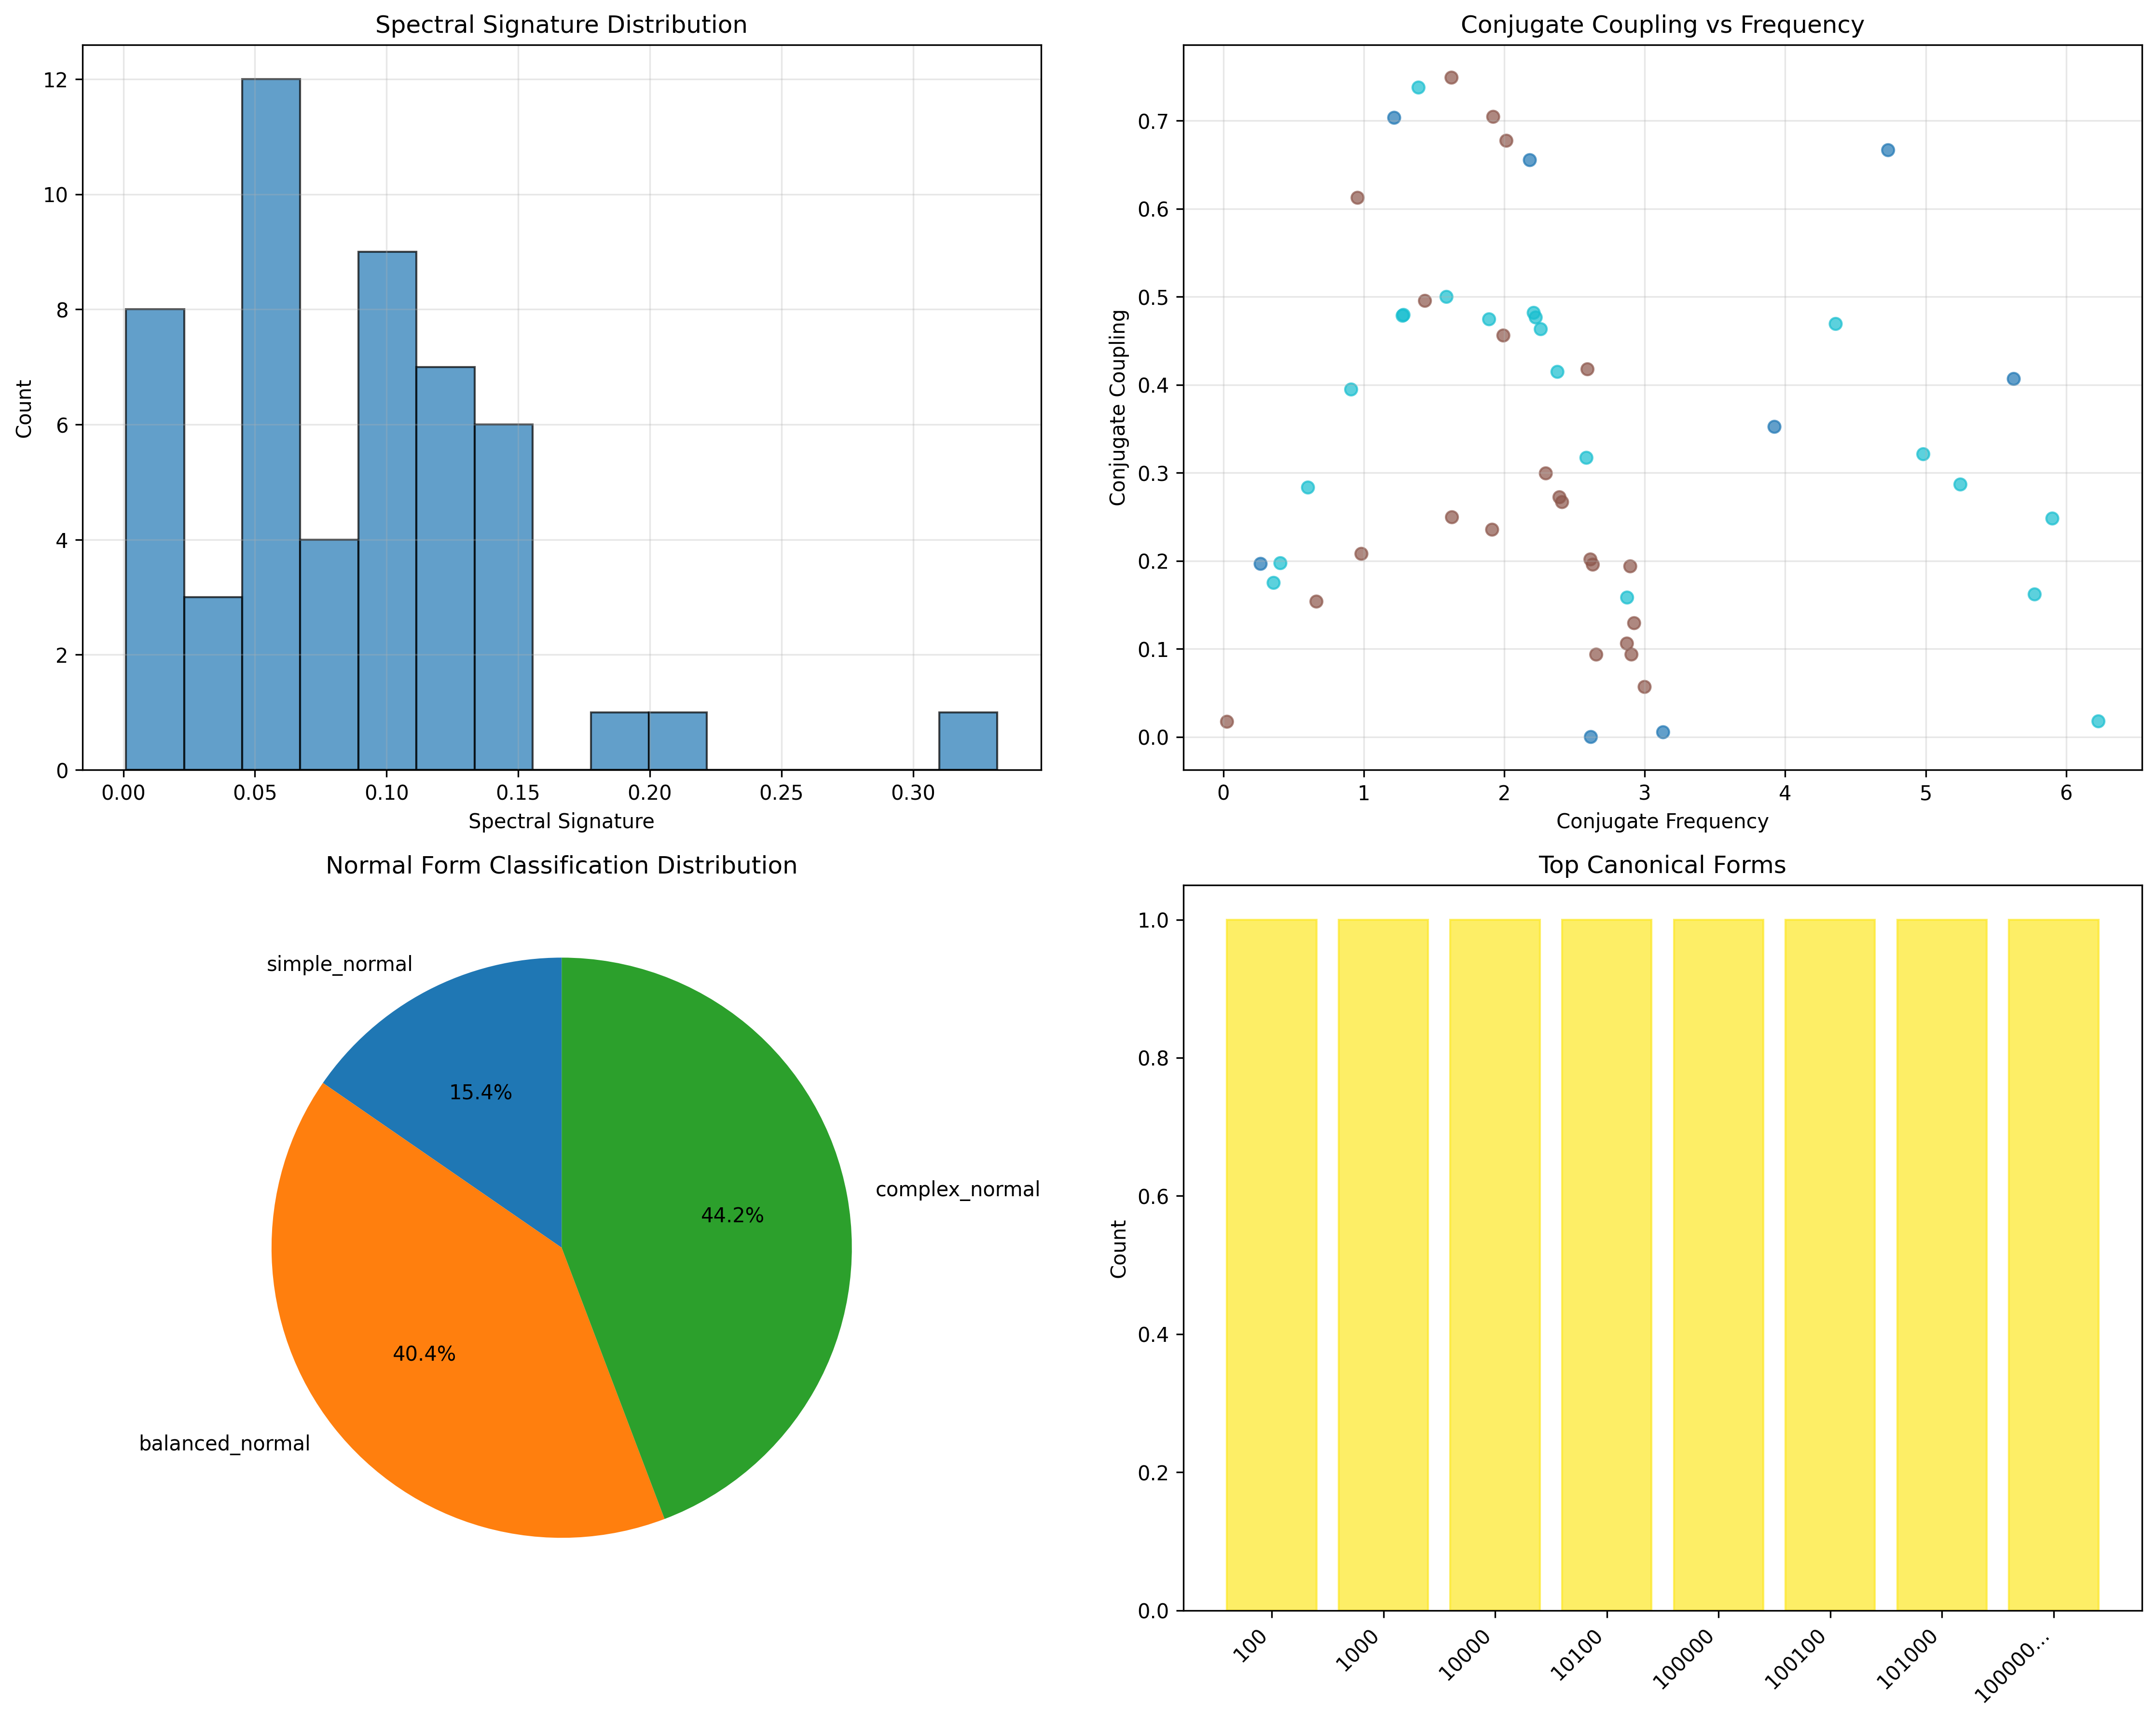 Spectral Signature Distribution
Count
12
10
8
6
4
2
0
0.00 0.05 0.10 0.15 0.20 0.25 0.30
Spectral Signature
Conjugate Coupling vs Frequency
Conjugate Coupling
0.7
0.6
0.5
0.4
0.3
0.2
0.1
0.0
0 1 2 3 4 5 6
Conjugate Frequency
Normal Form Classification Distribution
simple_normal
15.4%
complex_normal
44.2%
40.4%
balanced_normal
Top Canonical Forms
Count
1.0
0.8
0.6
0.4
0.2
0.0
100 1000 10000 10100 100000 100100 101000 100000...